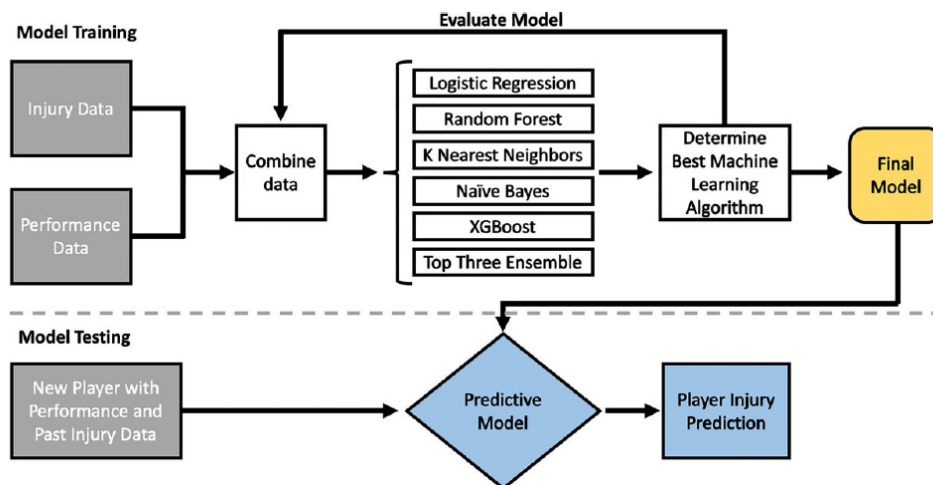 Evaluate Model
Model Training
Injury Data
Performance
Data
Combine
data
Logistic Regression
Random Forest
K Nearest Neighbors
Naïve Bayes
XGBoost
Top Three Ensemble
Determine
Best Machine
Learning
Algorithm
Final
Model
Model Testing
New Player with
Performance and
Past Injury Data
Predictive
Model
Player Injury
Prediction